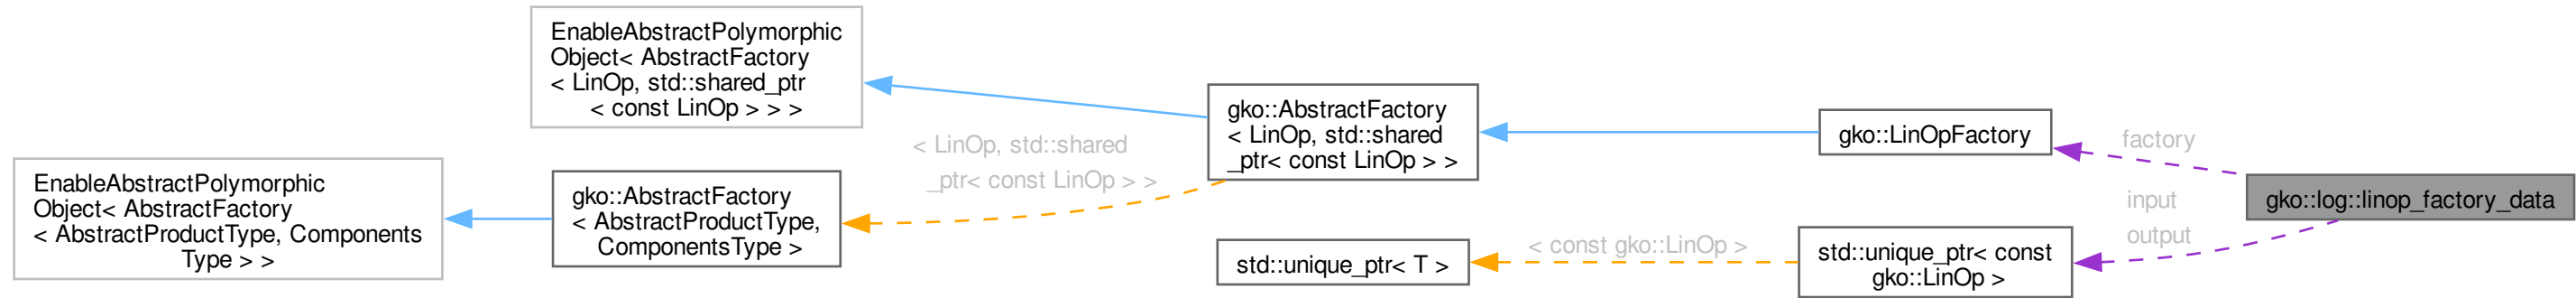 EnableAbstractPolymorphic
Object< AbstractFactory
< LinOp, std::shared_ptr
< const LinOp > > >
EnableAbstractPolymorphic
Object< AbstractFactory
< AbstractProductType, Components
Type > >
gko::AbstractFactory
< AbstractProductType,
ComponentsType >
< LinOp, std::shared
_ptr< const LinOp > >
gko::AbstractFactory
< LinOp, std::shared
_ptr< const LinOp > >
std::unique_ptr< T >
< const gko::LinOp >
gko::LinOpFactory
std::unique_ptr< const
gko::LinOp >
factory
input
output
gko::log::linop_factory_data